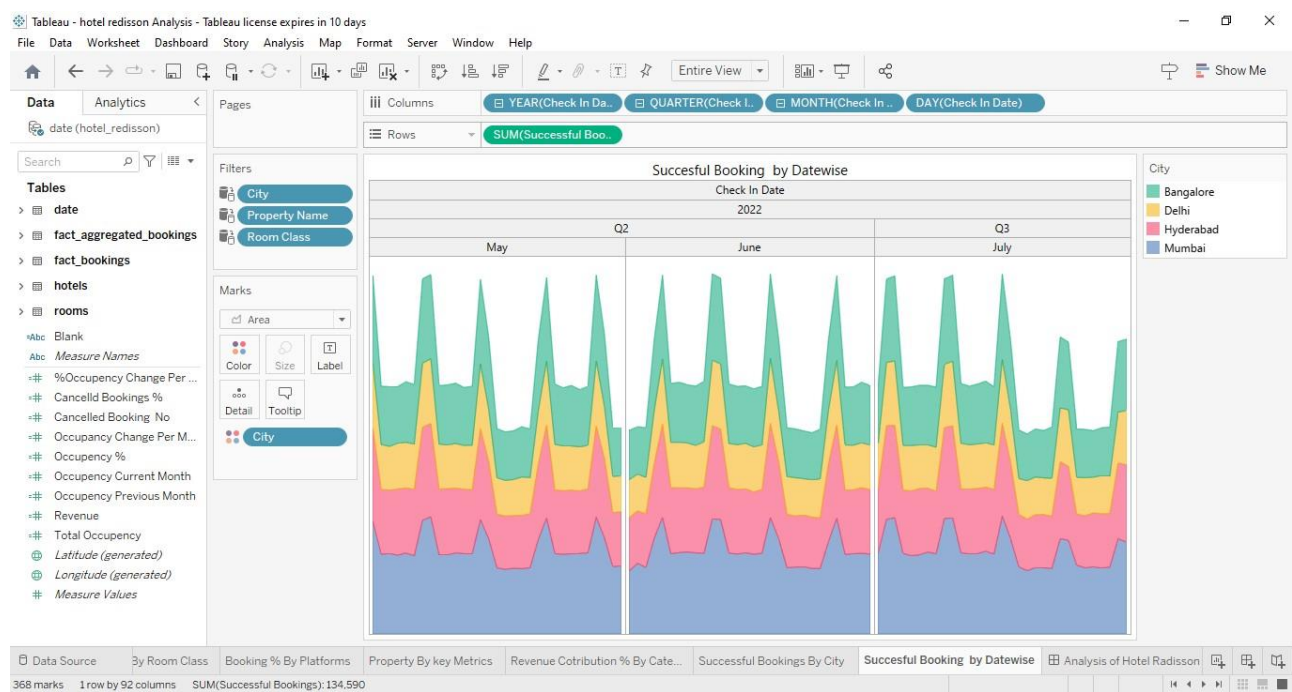 Tableau - hotel redisson Analysis - Tableau license expires in 10 days
File Data Worksheet Dashboard Story Analysis Map Format Server Window Help
Entire View
Show Me
Data Analytics
date (hotel_redisson)
Search
Tables
date
fact_aggregated_bookings
fact_bookings
hotels
rooms
Abc Blank
Abc Measure Names
%Occupency Change Per ...
Cancelld Bookings %
Cancelled Booking No
Occupancy Change Per M...
Occupency %
Occupency Current Month
Occupency Previous Month
Revenue
Total Occupency
Latitude (generated)
Longitude (generated)
Measure Values
Pages
Filters
City
Property Name
Room Class
Marks
Area
Color Size Label
Detail Tooltip
City
Columns YEAR(Check In Da.. QUARTER(Check I.. MONTH(Check In .. DAY(Check In Date)
Rows SUM(Successful Boo..
Succesful Booking by Datewise
Check In Date
2022
Q2 Q3
May June July
City
Bangalore
Delhi
Hyderabad
Mumbai
Data Source By Room Class Booking % By Platforms Property By key Metrics Revenue Cotribution % By Cate... Successful Bookings By City Succesful Booking by Datewise Analysis of Hotel Radisson
368 marks 1 row by 92 columns SUM(Successful Bookings): 134,590